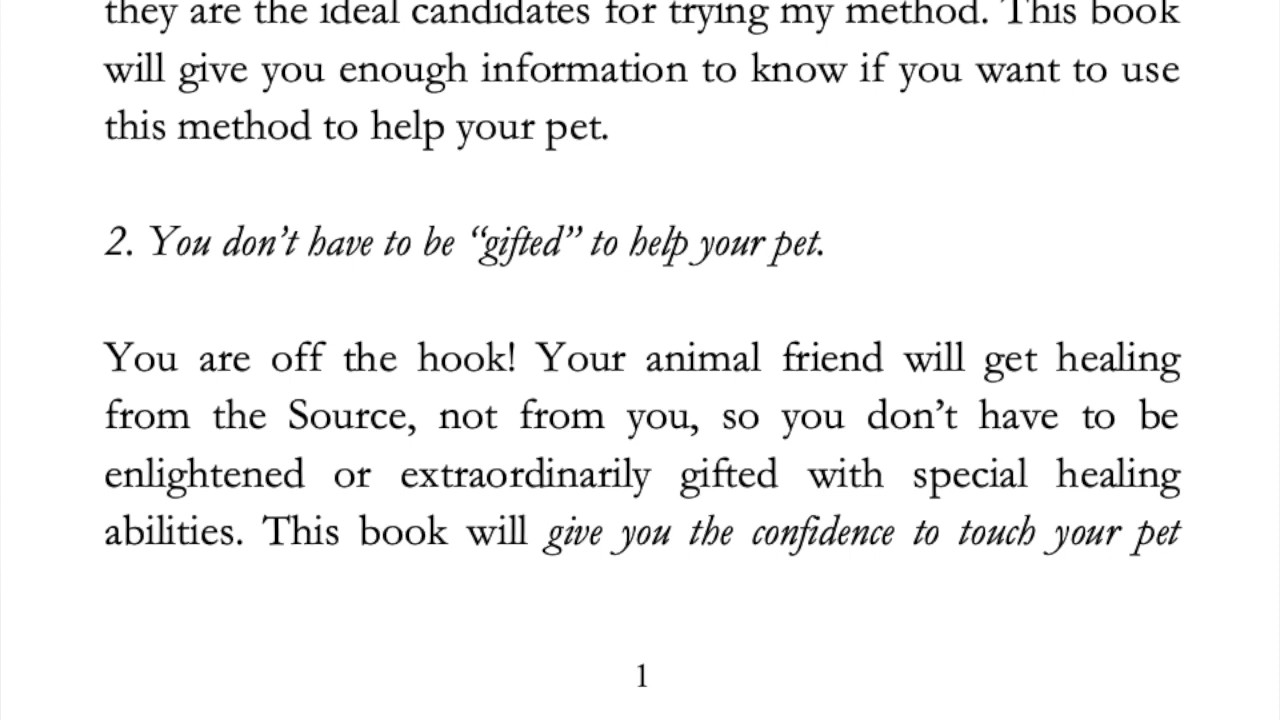 they are the ideal candidates for trying my method. This book
will give you enough information to know if you want to use
this method to help your pet.
2. You don’t have to be “gifted” to help your pet.
You are off the hook! Your animal friend will get healing
from the Source, not from you, so you don’t have to be
enlightened or extraordinarily gifted with special healing
abilities. This book will give you the confidence to touch your pet
1